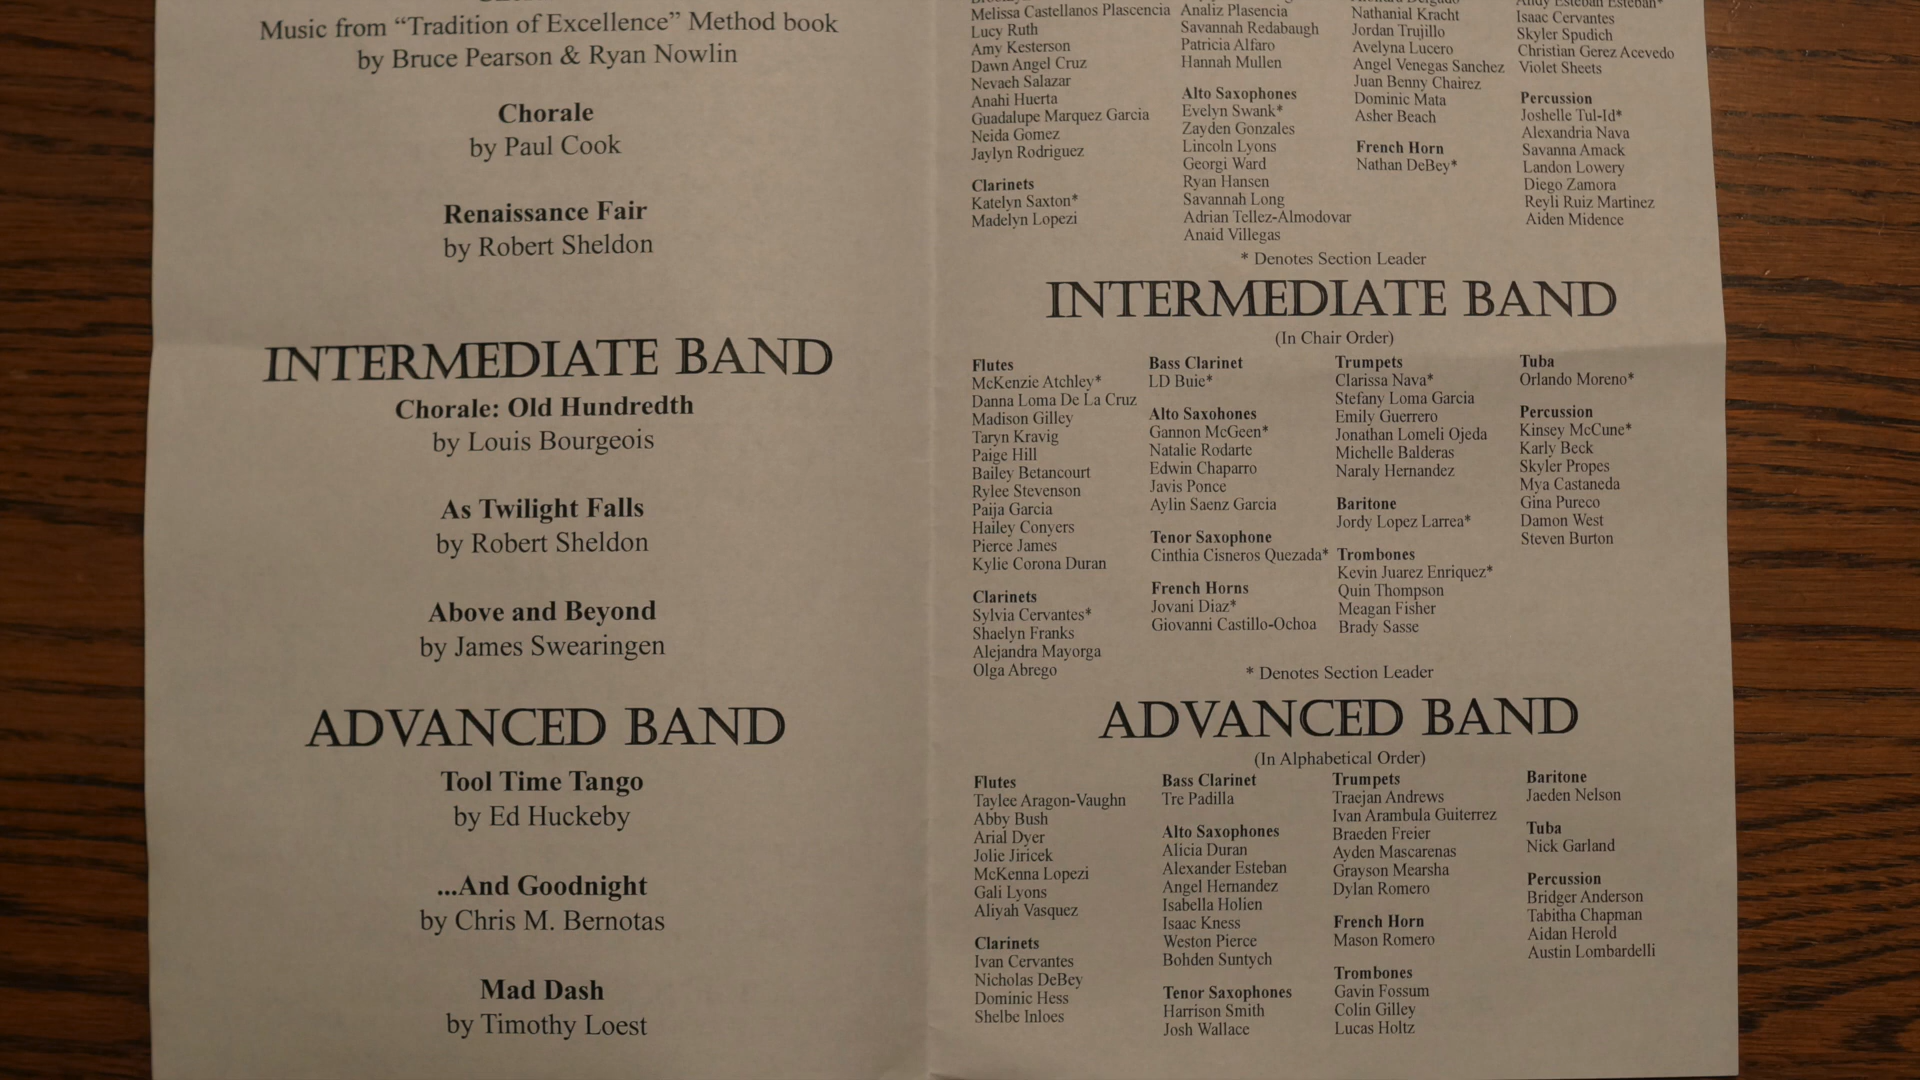 Music from “Tradition of Excellence” Method book
by Bruce Pearson & Ryan Nowlin
Chorale
by Paul Cook
Renaissance Fair
by Robert Sheldon
INTERMEDIATE BAND
Chorale: Old Hundredth
by Louis Bourgeois
As Twilight Falls
by Robert Sheldon
Above and Beyond
by James Swearingen
ADVANCED BAND
Tool Time Tango
by Ed Huckeby
...And Goodnight
by Chris M. Bernotas
Mad Dash
by Timothy Loest
Melissa Castellanos Plascencia
Lucy Ruth
Amy Kesterson
Dawn Angel Cruz
Nevaeh Salazar
Anahi Huerta
Guadalupe Marquez Garcia
Neida Gomez
Jaylyn Rodriguez
Clarinets
Katelyn Saxton*
Madelyn Lopezi
Analiz Plasencia
Savannah Redabaugh
Patricia Alfaro
Hannah Mullen
Alto Saxophones
Evelyn Swank*
Zayden Gonzales
Lincoln Lyons
Georgi Ward
Ryan Hansen
Savannah Long
Adrian Tellez-Almodovar
Anaid Villegas
Nathanial Kracht
Jordan Trujillo
Avelyna Lucero
Angel Venegas Sanchez
Juan Benny Chairez
Dominic Mata
Asher Beach
French Horn
Nathan DeBey*
Andy Esteban Esteban*
Isaac Cervantes
Skyler Spudich
Christian Gerez Acevedo
Violet Sheets
Percussion
Joshelle Tul-Id*
Alexandria Nava
Savanna Amack
Landon Lowery
Diego Zamora
Reyli Ruiz Martinez
Aiden Midence
* Denotes Section Leader
INTERMEDIATE BAND
(In Chair Order)
Flutes
McKenzie Atchley*
Danna Loma De La Cruz
Madison Gilley
Taryn Kravig
Paige Hill
Bailey Betancourt
Rylee Stevenson
Paija Garcia
Hailey Conyers
Pierce James
Kylie Corona Duran
Clarinets
Sylvia Cervantes*
Shaelyn Franks
Alejandra Mayorga
Olga Abrego
Bass Clarinet
LD Buie*
Alto Saxohones
Gannon McGeen*
Natalie Rodarte
Edwin Chaparro
Javis Ponce
Aylin Saenz Garcia
Tenor Saxophone
Cinthia Cisneros Quezada*
French Horns
Jovani Diaz*
Giovanni Castillo-Ochoa
Trumpets
Clarissa Nava*
Stefany Loma Garcia
Emily Guerrero
Jonathan Lomeli Ojeda
Michelle Balderas
Naraly Hernandez
Baritone
Jordy Lopez Larrea*
Trombones
Kevin Juarez Enriquez*
Quin Thompson
Meagan Fisher
Brady Sasse
Tuba
Orlando Moreno*
Percussion
Kinsey McCune*
Karly Beck
Skyler Propes
Mya Castaneda
Gina Pureco
Damon West
Steven Burton
* Denotes Section Leader
ADVANCED BAND
(In Alphabetical Order)
Flutes
Taylee Aragon-Vaughn
Abby Bush
Arial Dyer
Jolie Jiricek
McKenna Lopezi
Gali Lyons
Aliyah Vasquez
Clarinets
Ivan Cervantes
Nicholas DeBey
Dominic Hess
Shelbe Inloes
Bass Clarinet
Tre Padilla
Alto Saxophones
Alicia Duran
Alexander Esteban
Angel Hernandez
Isabella Holien
Isaac Kness
Weston Pierce
Bohden Suntych
Tenor Saxophones
Harrison Smith
Josh Wallace
Trumpets
Traejan Andrews
Ivan Arambula Guiterrez
Braeden Freier
Ayden Mascarenas
Grayson Mearsha
Dylan Romero
French Horn
Mason Romero
Trombones
Gavin Fossum
Colin Gilley
Lucas Holtz
Baritone
Jaeden Nelson
Tuba
Nick Garland
Percussion
Bridger Anderson
Tabitha Chapman
Aidan Herold
Austin Lombardelli